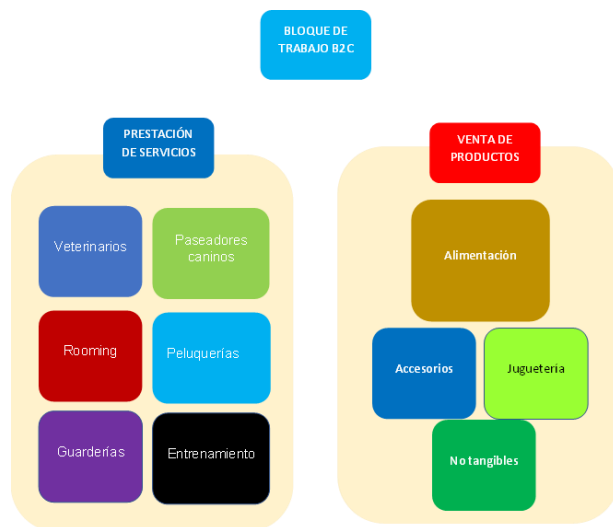 BLOQUE DE
TRABAJO B2C
PRESTACIÓN
DE SERVICIOS
VENTA DE
PRODUCTOS
Veterinarios
Paseadores
caninos
Rooming
Peluquerías
Guarderías
Entrenamiento
Alimentación
Accesorios
Juguetería
No tangibles